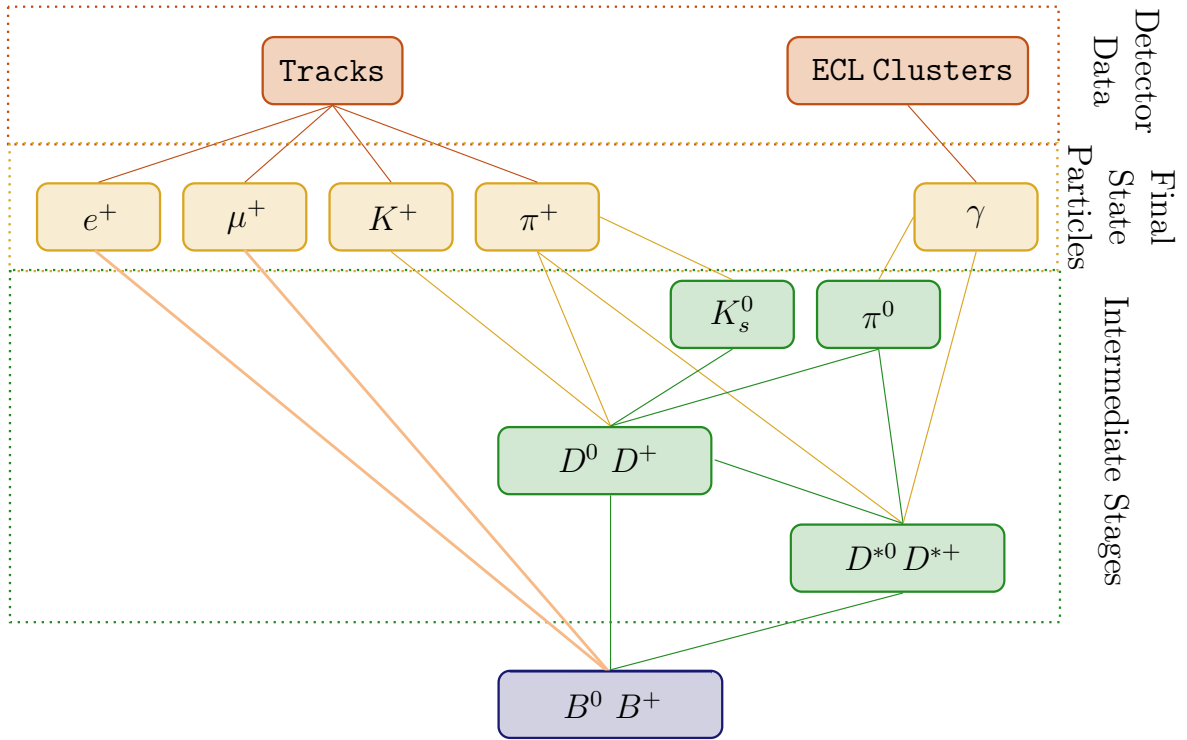 Tracks
ECL Clusters
Detector
Data
e⁺
μ⁺
K⁺
π⁺
γ
Final
State
Particles
K⁰ₛ
π⁰
D⁰ D⁺
D*⁰ D*⁺
Intermediate Stages
B⁰ B⁺